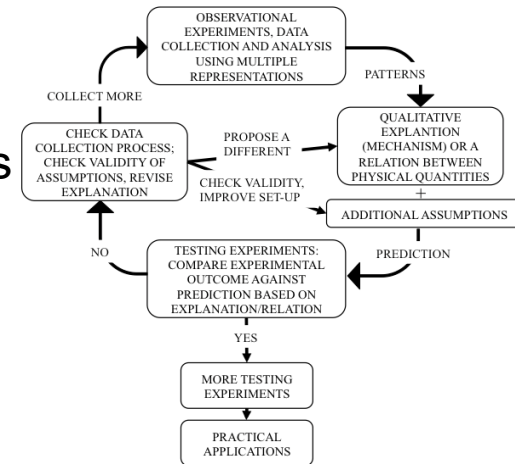 OBSERVATIONAL
EXPERIMENTS, DATA
COLLECTION AND ANALYSIS
USING MULTIPLE
REPRESENTATIONS
PATTERNS
COLLECT MORE
QUALITATIVE
EXPLANTION
(MECHANISM) OR A
RELATION BETWEEN
PHYSICAL QUANTITIES
+
ADDITIONAL ASSUMPTIONS
CHECK DATA
COLLECTION PROCESS;
CHECK VALIDITY OF
ASSUMPTIONS, REVISE
EXPLANATION
s
PROPOSE A
DIFFERENT
CHECK VALIDITY,
IMPROVE SET-UP
NO
TESTING EXPERIMENTS:
COMPARE EXPERIMENTAL
OUTCOME AGAINST
PREDICTION BASED ON
EXPLANATION/RELATION
PREDICTION
YES
MORE TESTING
EXPERIMENTS
PRACTICAL
APPLICATIONS